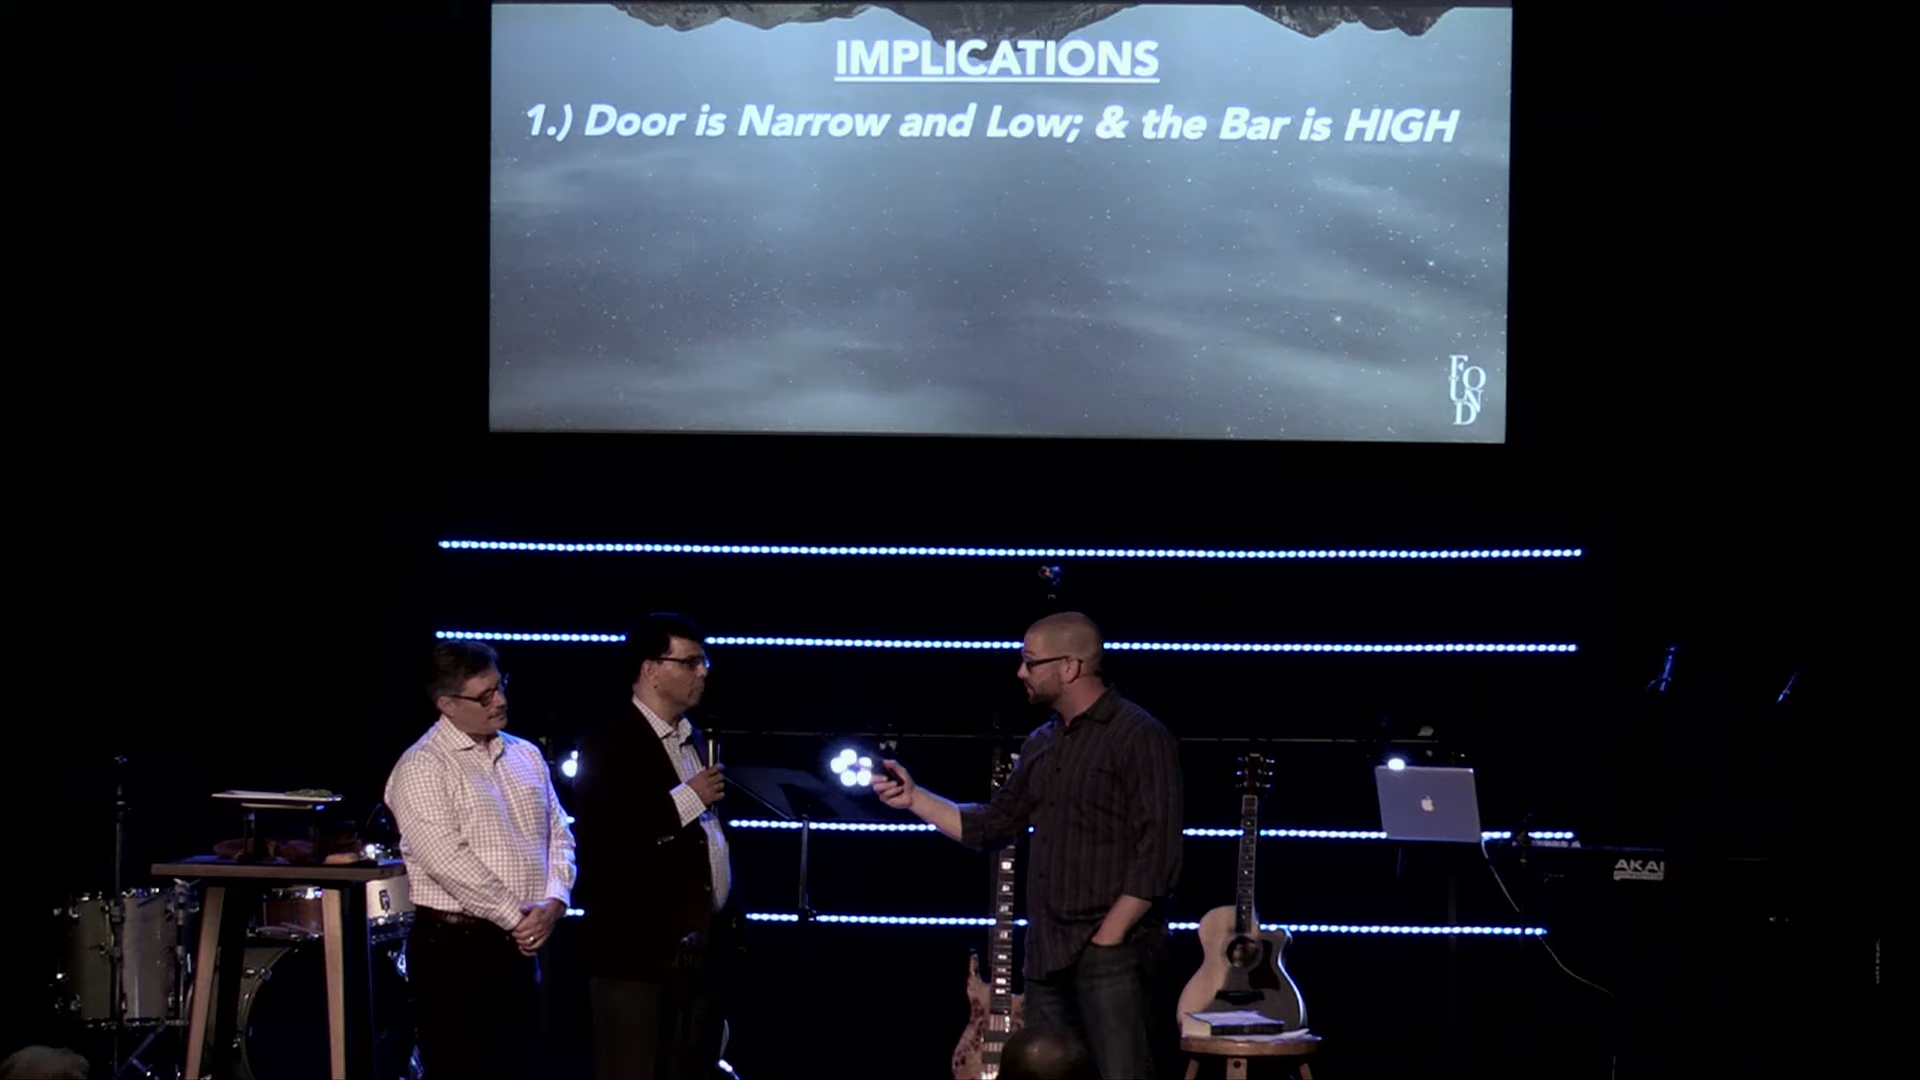 IMPLICATIONS
1.) Door is Narrow and Low; & the Bar is HIGH
FOUND
AKAI